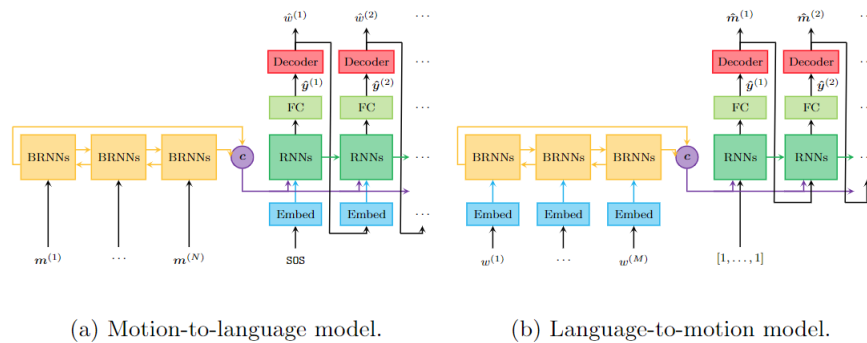 ŵ⁽¹⁾ ŵ⁽²⁾ ...
Decoder Decoder ...
ŷ⁽¹⁾ ŷ⁽²⁾
FC FC ...
BRNNs BRNNs BRNNs c RNNs RNNs ...
Embed Embed ...
m⁽¹⁾ ... m⁽ᴺ⁾ SOS
(a) Motion-to-language model.
m̂⁽¹⁾ m̂⁽²⁾ ...
Decoder Decoder ...
ŷ⁽¹⁾ ŷ⁽²⁾
FC FC ...
BRNNs BRNNs BRNNs c RNNs RNNs ...
Embed Embed Embed
w⁽¹⁾ ... w⁽ᴹ⁾ [1, ..., 1]
(b) Language-to-motion model.